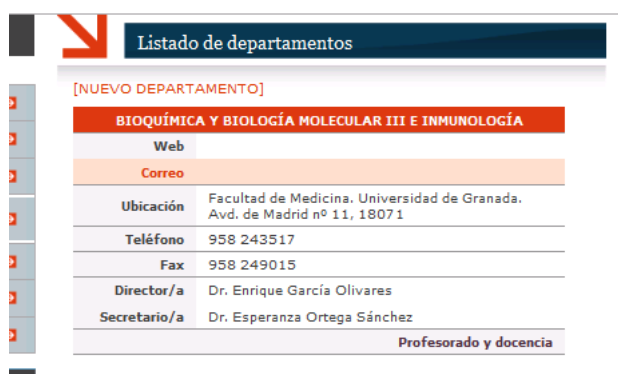 Listado de departamentos
[NUEVO DEPARTAMENTO]
BIOQUÍMICA Y BIOLOGÍA MOLECULAR III E INMUNOLOGÍA
Web
Correo
Ubicación Facultad de Medicina. Universidad de Granada.
Avd. de Madrid nº 11, 18071
Teléfono 958 243517
Fax 958 249015
Director/a Dr. Enrique García Olivares
Secretario/a Dr. Esperanza Ortega Sánchez
Profesorado y docencia